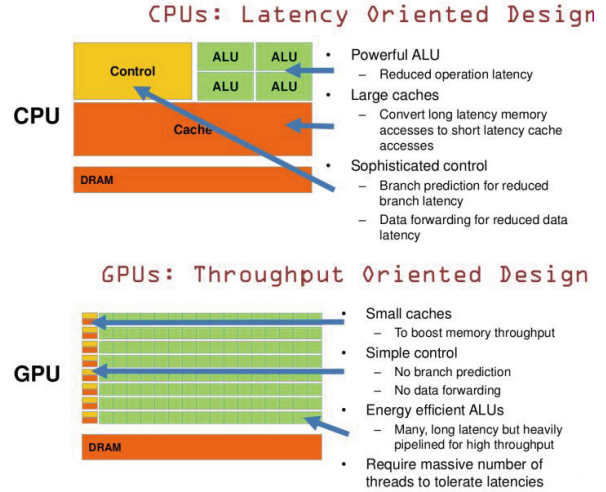 CPUs: Latency Oriented Design
CPU
Control
ALU ALU
ALU ALU
Cache
DRAM
• Powerful ALU
– Reduced operation latency
• Large caches
– Convert long latency memory
accesses to short latency cache
accesses
• Sophisticated control
– Branch prediction for reduced
branch latency
– Data forwarding for reduced data
latency
GPUs: Throughput Oriented Design
GPU
DRAM
• Small caches
– To boost memory throughput
• Simple control
– No branch prediction
– No data forwarding
• Energy efficient ALUs
– Many, long latency but heavily
pipelined for high throughput
• Require massive number of
threads to tolerate latencies